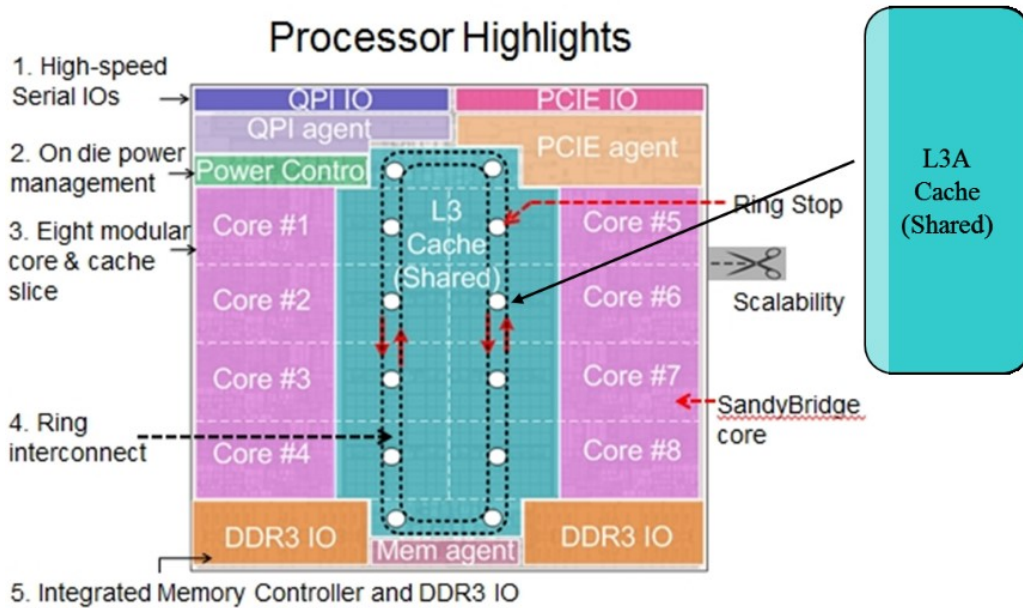 Processor Highlights
1. High-speed
Serial IOs
2. On die power
management
3. Eight modular
core & cache
slice
4. Ring
interconnect
5. Integrated Memory Controller and DDR3 IO
QPI IO
PCIE IO
QPI agent
PCIE agent
Power Control
Core #1
Core #2
Core #3
Core #4
L3
Cache
(Shared)
Core #5
Core #6
Core #7
Core #8
DDR3 IO
Mem agent
DDR3 IO
Ring Stop
Scalability
SandyBridge
core
L3A
Cache
(Shared)